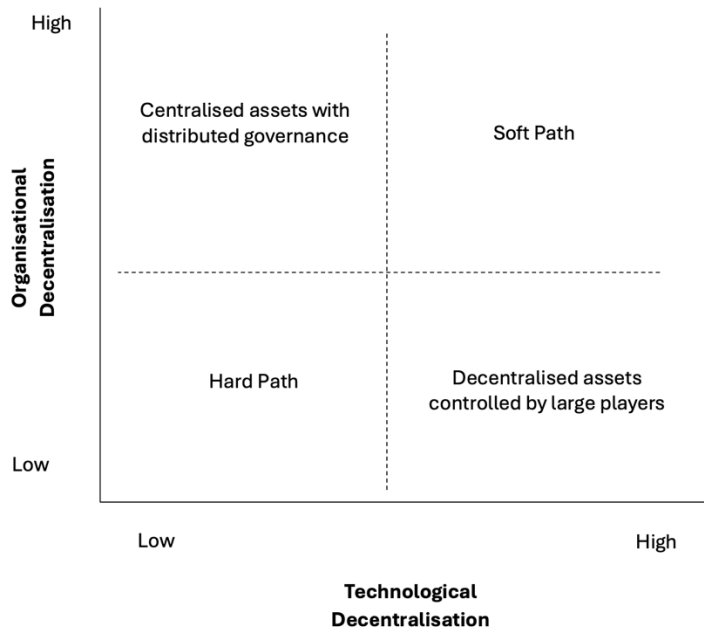 High
Centralised assets with
distributed governance
Soft Path
Organisational
Decentralisation
Hard Path
Decentralised assets
controlled by large players
Low
Low
High
Technological
Decentralisation